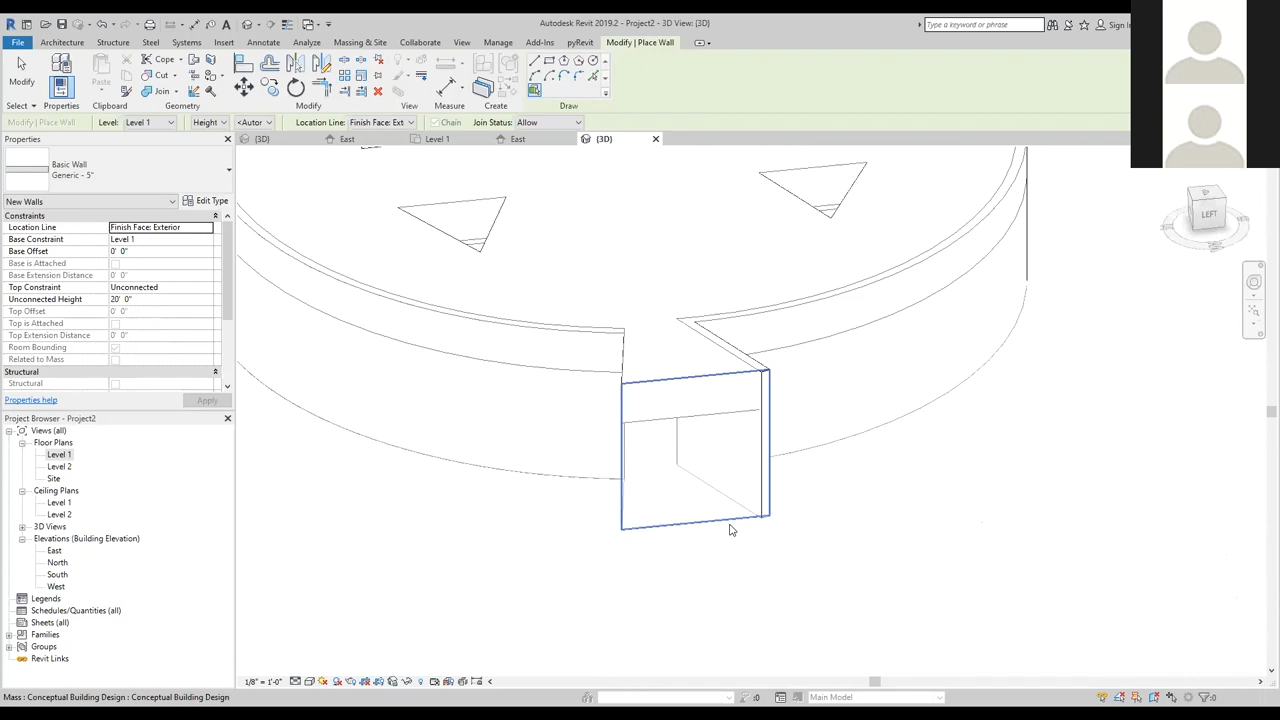 Autodesk Revit 2019.2 - Project2 - 3D View: {3D}
Type a keyword or phrase
Sign In
File Architecture Structure Steel Systems Insert Annotate Analyze Massing & Site Collaborate View Manage Add-Ins pyRevit Modify | Place Wall
Modify
Properties
Paste
Cope
Cut
Join
Select
Properties
Clipboard
Geometry
Modify
View
Measure
Create
Draw
Modify | Place Wall
Level: Level 1
Height
<Autor
Location Line: Finish Face: Ext
Chain
Join Status: Allow
Properties
{3D}
East
Level 1
East
{3D}
Basic Wall
Generic - 5"
New Walls
Edit Type
Constraints
Location Line Finish Face: Exterior
Base Constraint Level 1
Base Offset 0' 0"
Base is Attached
Base Extension Distance 0' 0"
Top Constraint Unconnected
Unconnected Height 20' 0"
Top Offset 0' 0"
Top is Attached
Top Extension Distance 0' 0"
Room Bounding
Related to Mass
Structural
Structural
Properties help
Apply
LEFT
Project Browser - Project2
Views (all)
Floor Plans
Level 1
Level 2
Site
Ceiling Plans
Level 1
Level 2
3D Views
Elevations (Building Elevation)
East
North
South
West
Legends
Schedules/Quantities (all)
Sheets (all)
Families
Groups
Revit Links
1/8" = 1'-0"
Mass : Conceptual Building Design : Conceptual Building Design
:0
Main Model
:0